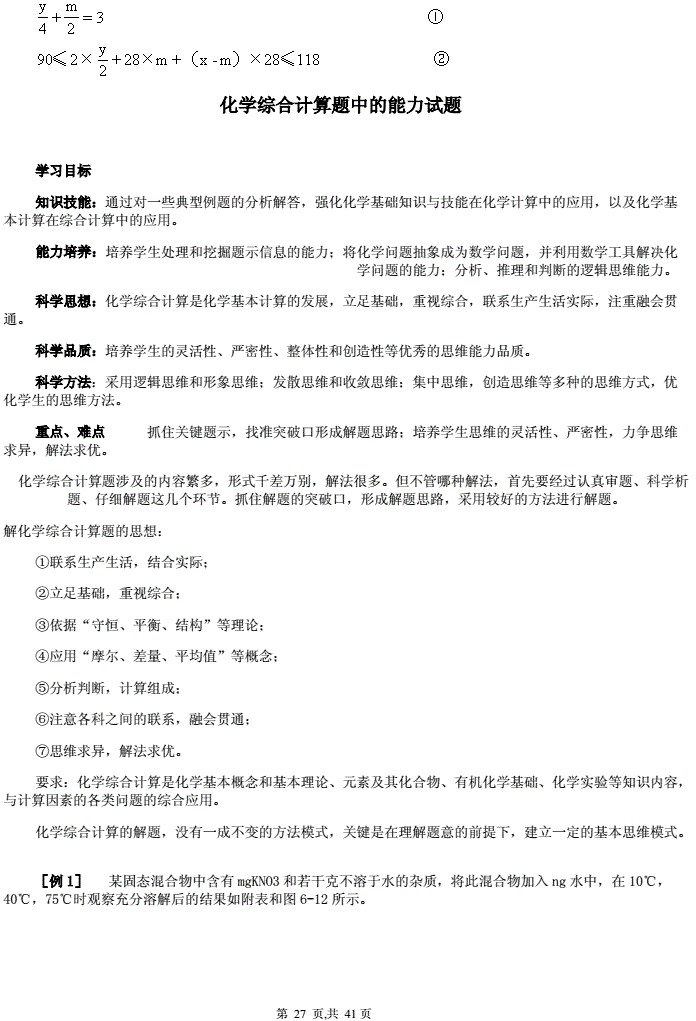 y/4+m/2=3 ①
90≤2×y/2+28×m+(x-m)×28≤118 ②
化学综合计算题中的能力试题
学习目标
知识技能：通过对一些典型例题的分析解答，强化化学基础知识与技能在化学计算中的应用，以及化学基
本计算在综合计算中的应用。
能力培养：培养学生处理和挖掘题示信息的能力；将化学问题抽象成为数学问题，并利用数学工具解决化
学问题的能力；分析、推理和判断的逻辑思维能力。
科学思想：化学综合计算是化学基本计算的发展，立足基础，重视综合，联系生产生活实际，注重融会贯
通。
科学品质：培养学生的灵活性、严密性、整体性和创造性等优秀的思维能力品质。
科学方法：采用逻辑思维和形象思维；发散思维和收敛思维；集中思维，创造思维等多种的思维方式，优
化学生的思维方法。
重点、难点 抓住关键题示，找准突破口形成解题思路；培养学生思维的灵活性、严密性，力争思维
求异，解法求优。
化学综合计算题涉及的内容繁多，形式千差万别，解法很多。但不管哪种解法，首先要经过认真审题、科学析
题、仔细解题这几个环节。抓住解题的突破口，形成解题思路，采用较好的方法进行解题。
解化学综合计算题的思想：
①联系生产生活，结合实际；
②立足基础，重视综合；
③依据“守恒、平衡、结构”等理论；
④应用“摩尔、差量、平均值”等概念；
⑤分析判断，计算组成；
⑥注意各科之间的联系，融会贯通；
⑦思维求异，解法求优。
要求：化学综合计算是化学基本概念和基本理论、元素及其化合物、有机化学基础、化学实验等知识内容，
与计算因素的各类问题的综合应用。
化学综合计算的解题，没有一成不变的方法模式，关键是在理解题意的前提下，建立一定的基本思维模式。
［例1］ 某固态混合物中含有mgKNO3和若干克不溶于水的杂质，将此混合物加入ng水中，在10℃，
40℃，75℃时观察充分溶解后的结果如附表和图6-12所示。
第 27 页,共 41页